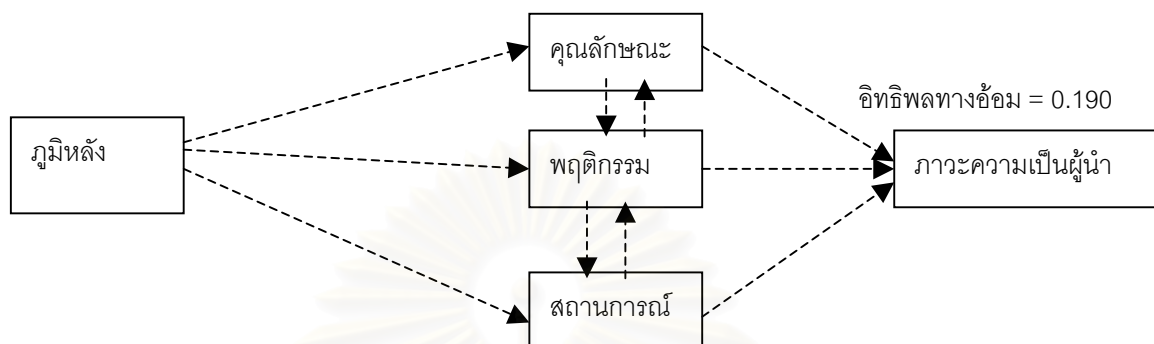 คุณลักษณะ
อิทธิพลทางอ้อม = 0.190
ภูมิหลัง
พฤติกรรม
ภาวะความเป็นผู้นำ
สถานการณ์